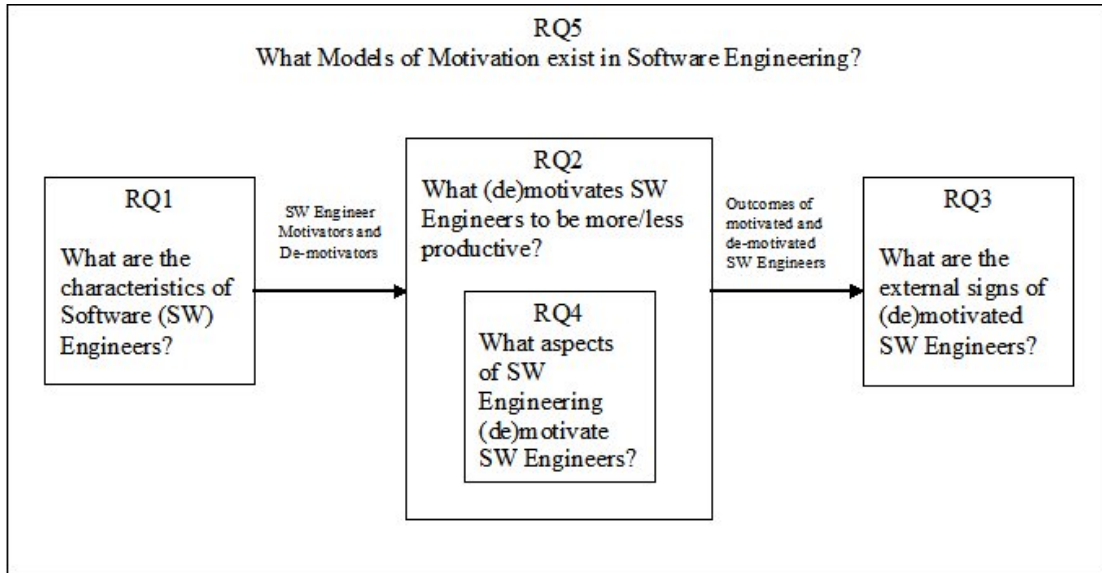 RQ5
What Models of Motivation exist in Software Engineering?
RQ1
What are the
characteristics of
Software (SW)
Engineers?
SW Engineer
Motivators and
De-motivators
RQ2
What (de)motivates SW
Engineers to be more/less
productive?
RQ4
What aspects
of SW
Engineering
(de)motivate
SW Engineers?
Outcomes of
motivated and
de-motivated
SW Engineers
RQ3
What are the
external signs of
(de)motivated
SW Engineers?